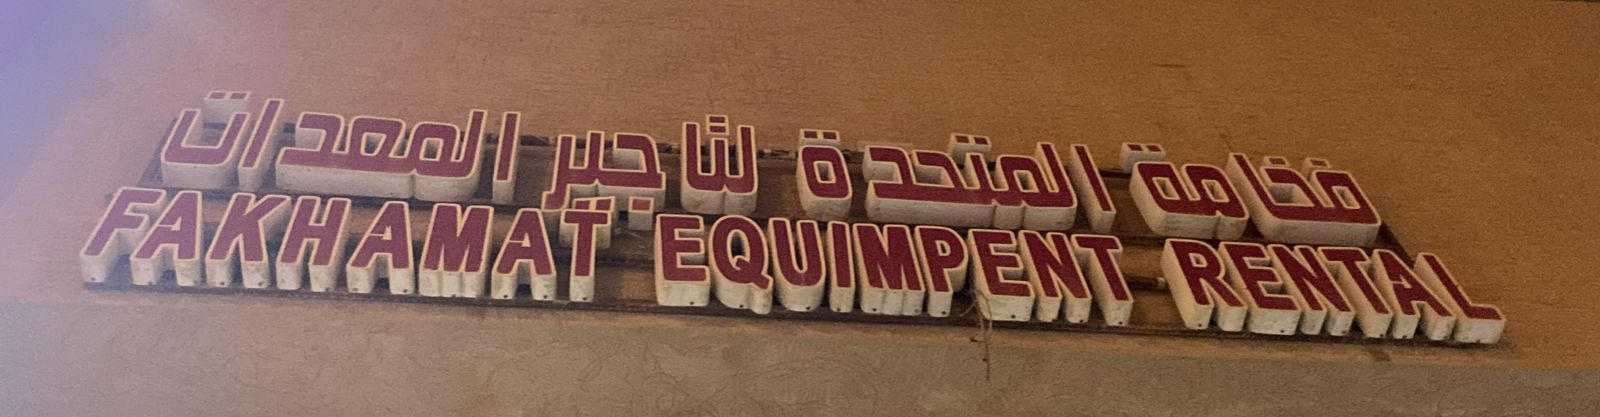 فخامة المتحدة لتاجير المعدات
FAKHAMAT EQUIMPENT RENTAL